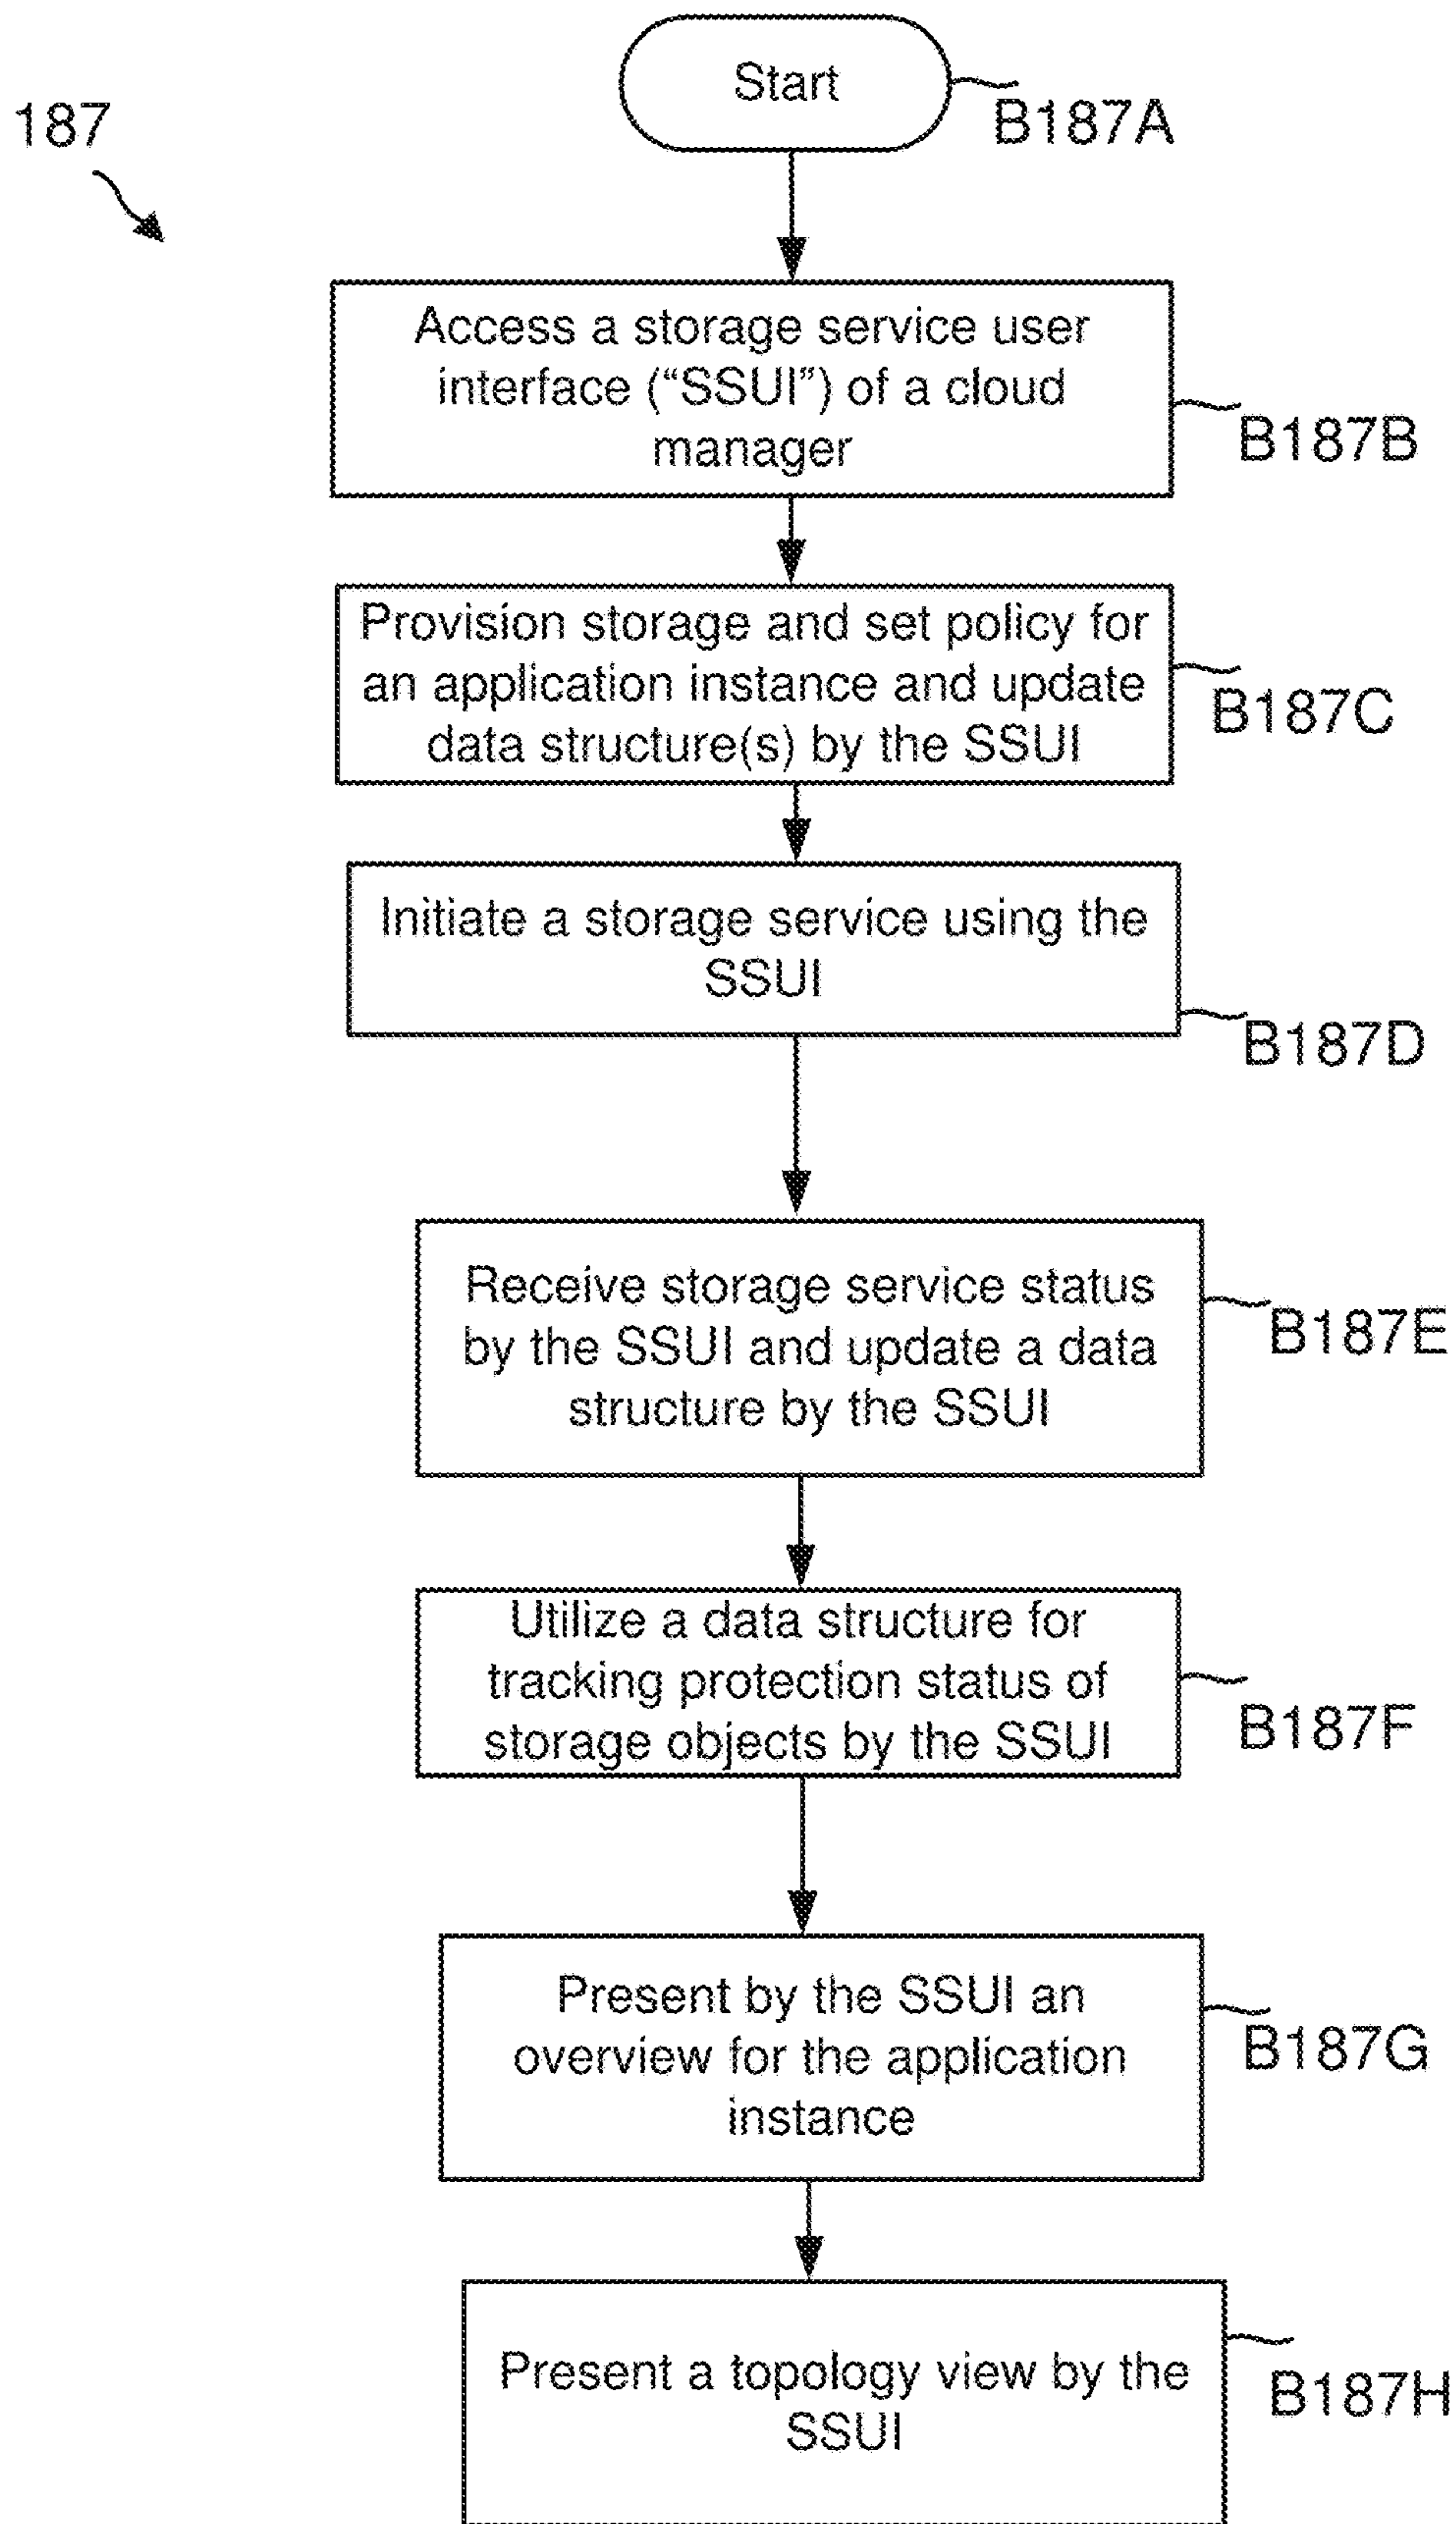 Start
B187A
187
Access a storage service user
interface (“SSUI”) of a cloud
manager
B187B
Provision storage and set policy for
an application instance and update
data structure(s) by the SSUI
B187C
Initiate a storage service using the
SSUI
B187D
Receive storage service status
by the SSUI and update a data
structure by the SSUI
B187E
Utilize a data structure for
tracking protection status of
storage objects by the SSUI
B187F
Present by the SSUI an
overview for the application
instance
B187G
Present a topology view by the
SSUI
B187H